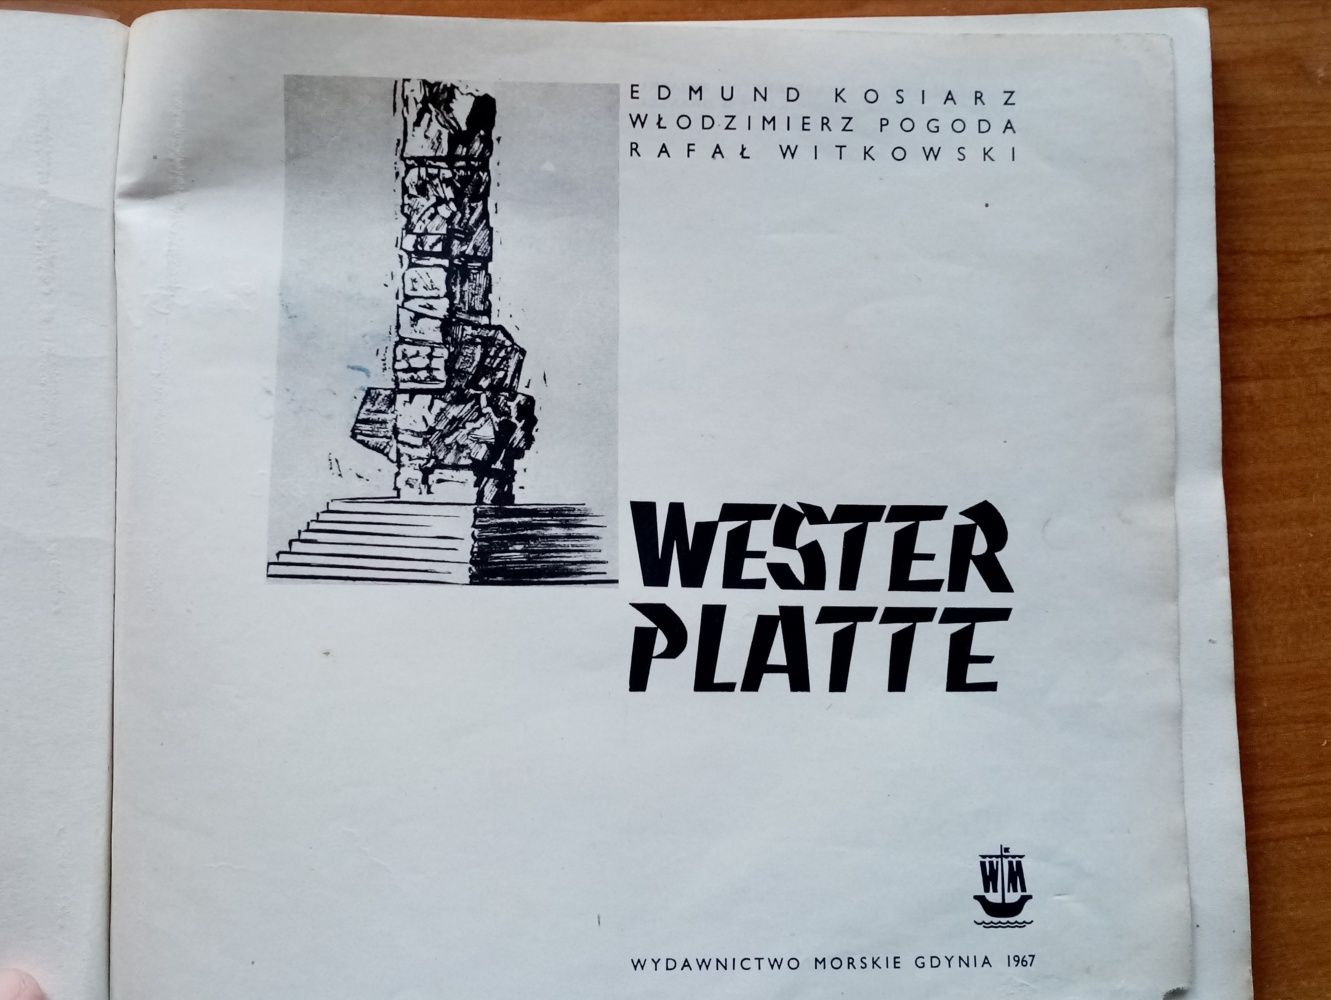 EDMUND KOSIARZ
WŁODZIMIERZ POGODA
RAFAŁ WITKOWSKI
WESTER
PLATTE
WM
WYDAWNICTWO MORSKIE GDYNIA 1967